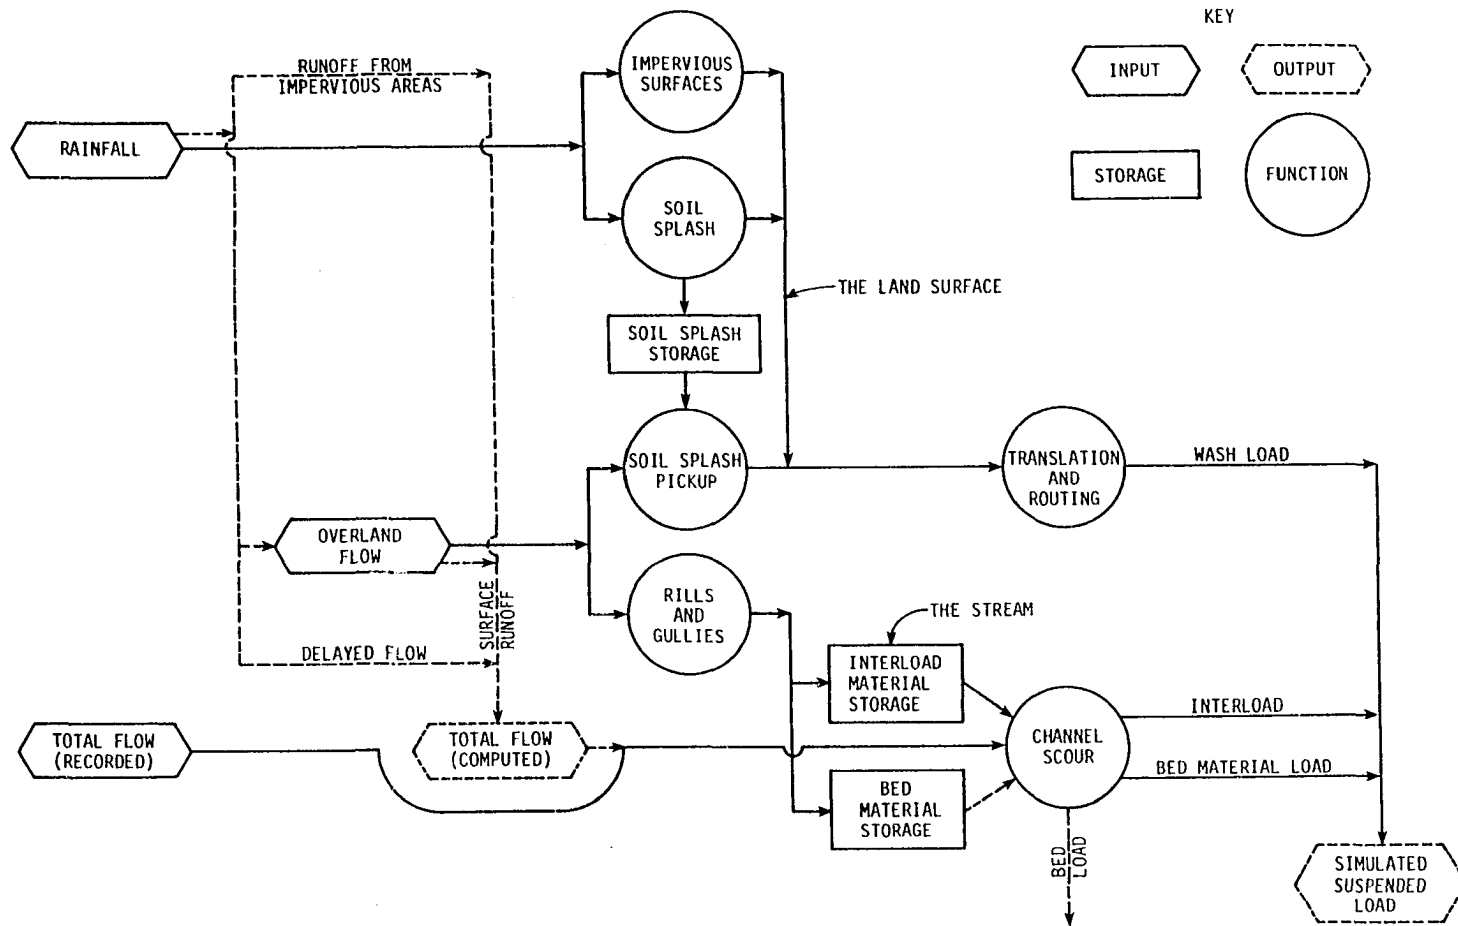 KEY
INPUT
OUTPUT
STORAGE
FUNCTION
RUNOFF FROM
IMPERVIOUS AREAS
RAINFALL
IMPERVIOUS
SURFACES
SOIL
SPLASH
THE LAND SURFACE
SOIL SPLASH
STORAGE
SOIL SPLASH
PICKUP
TRANSLATION
AND
ROUTING
WASH LOAD
OVERLAND
FLOW
SURFACE
RUNOFF
RILLS
AND
GULLIES
THE STREAM
DELAYED FLOW
INTERLOAD
MATERIAL
STORAGE
TOTAL FLOW
(RECORDED)
TOTAL FLOW
(COMPUTED)
CHANNEL
SCOUR
INTERLOAD
BED MATERIAL LOAD
BED
MATERIAL
STORAGE
BED
LOAD
SIMULATED
SUSPENDED
LOAD